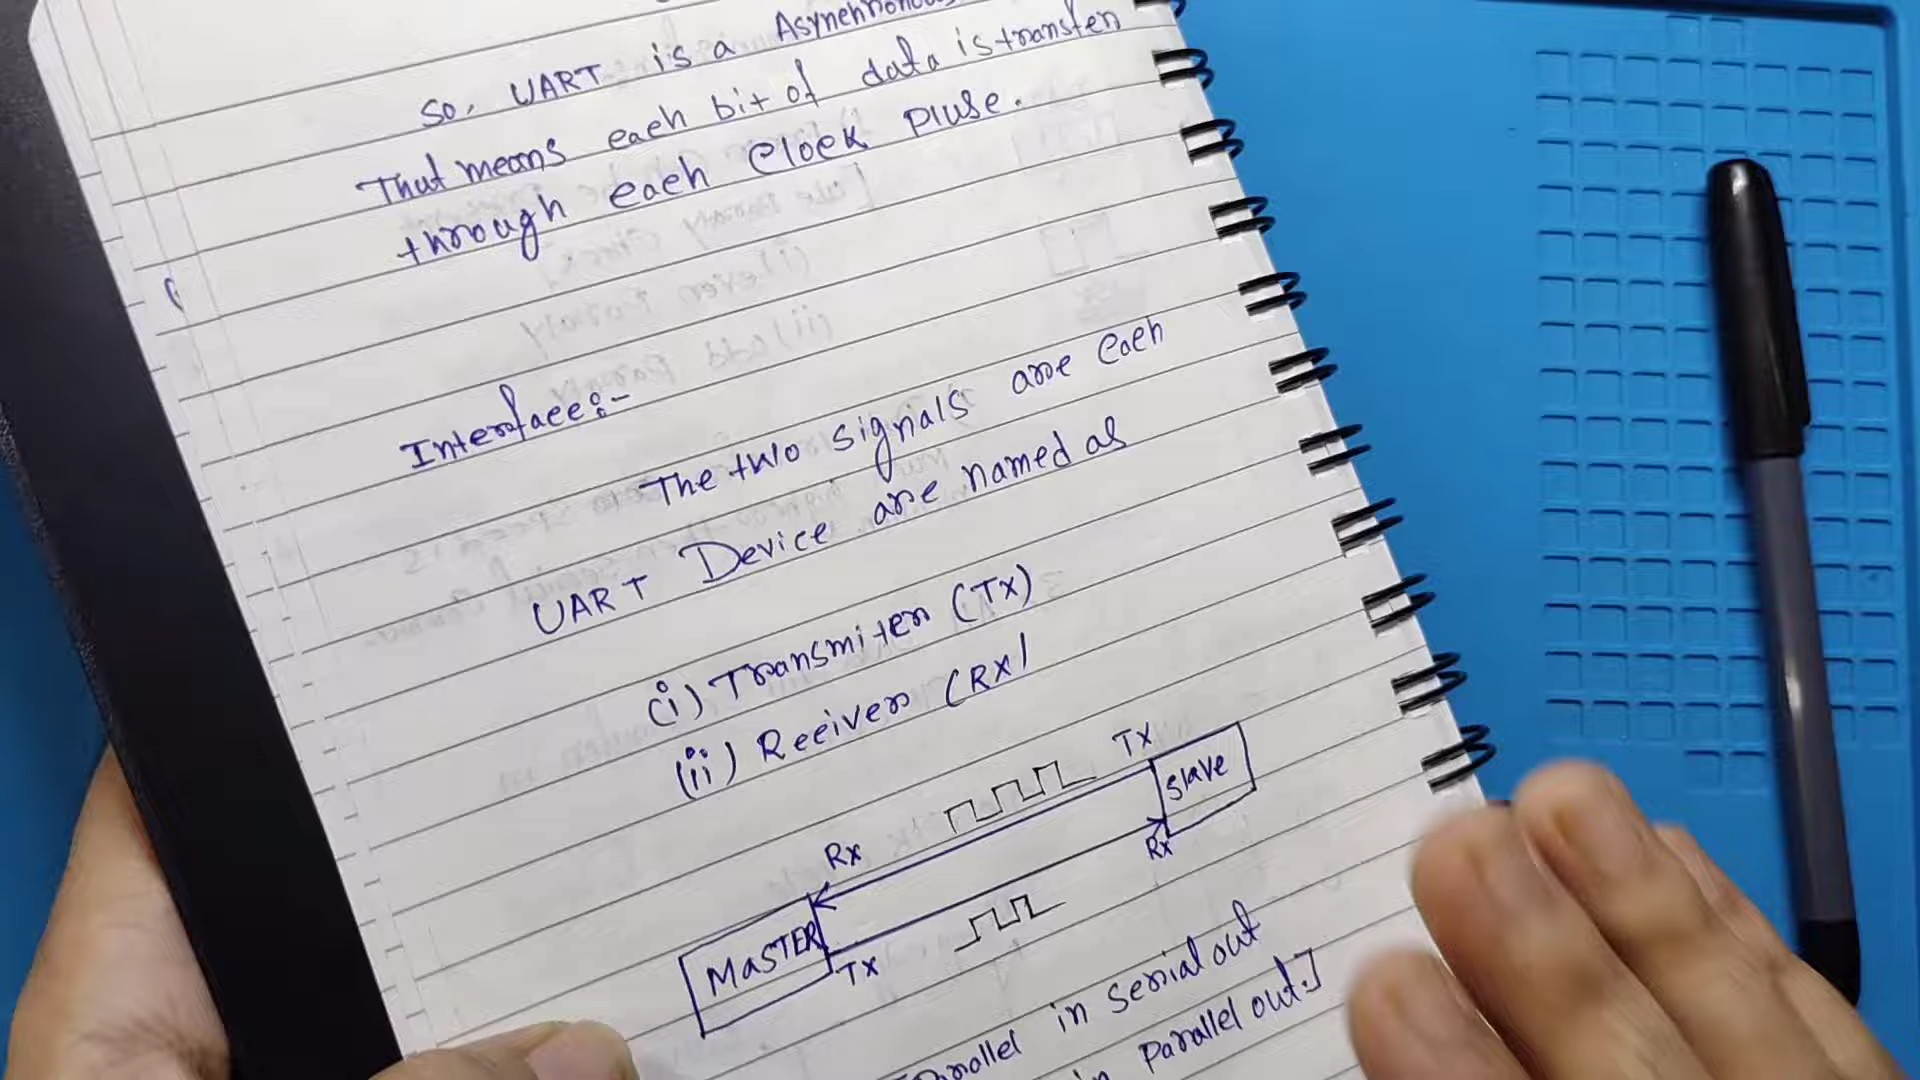 So, UART is a Asynchronous
That means each bit of data is transfer
through each clock Pluse.
Interface:-
The two signals are each
UART Device are named as
(i) Transmiter (Tx)
(ii) Reeiver (Rx)
Tx
Slave
Rx
Rx
MASTER
Tx
Parallel in serial out
in parallel out.]